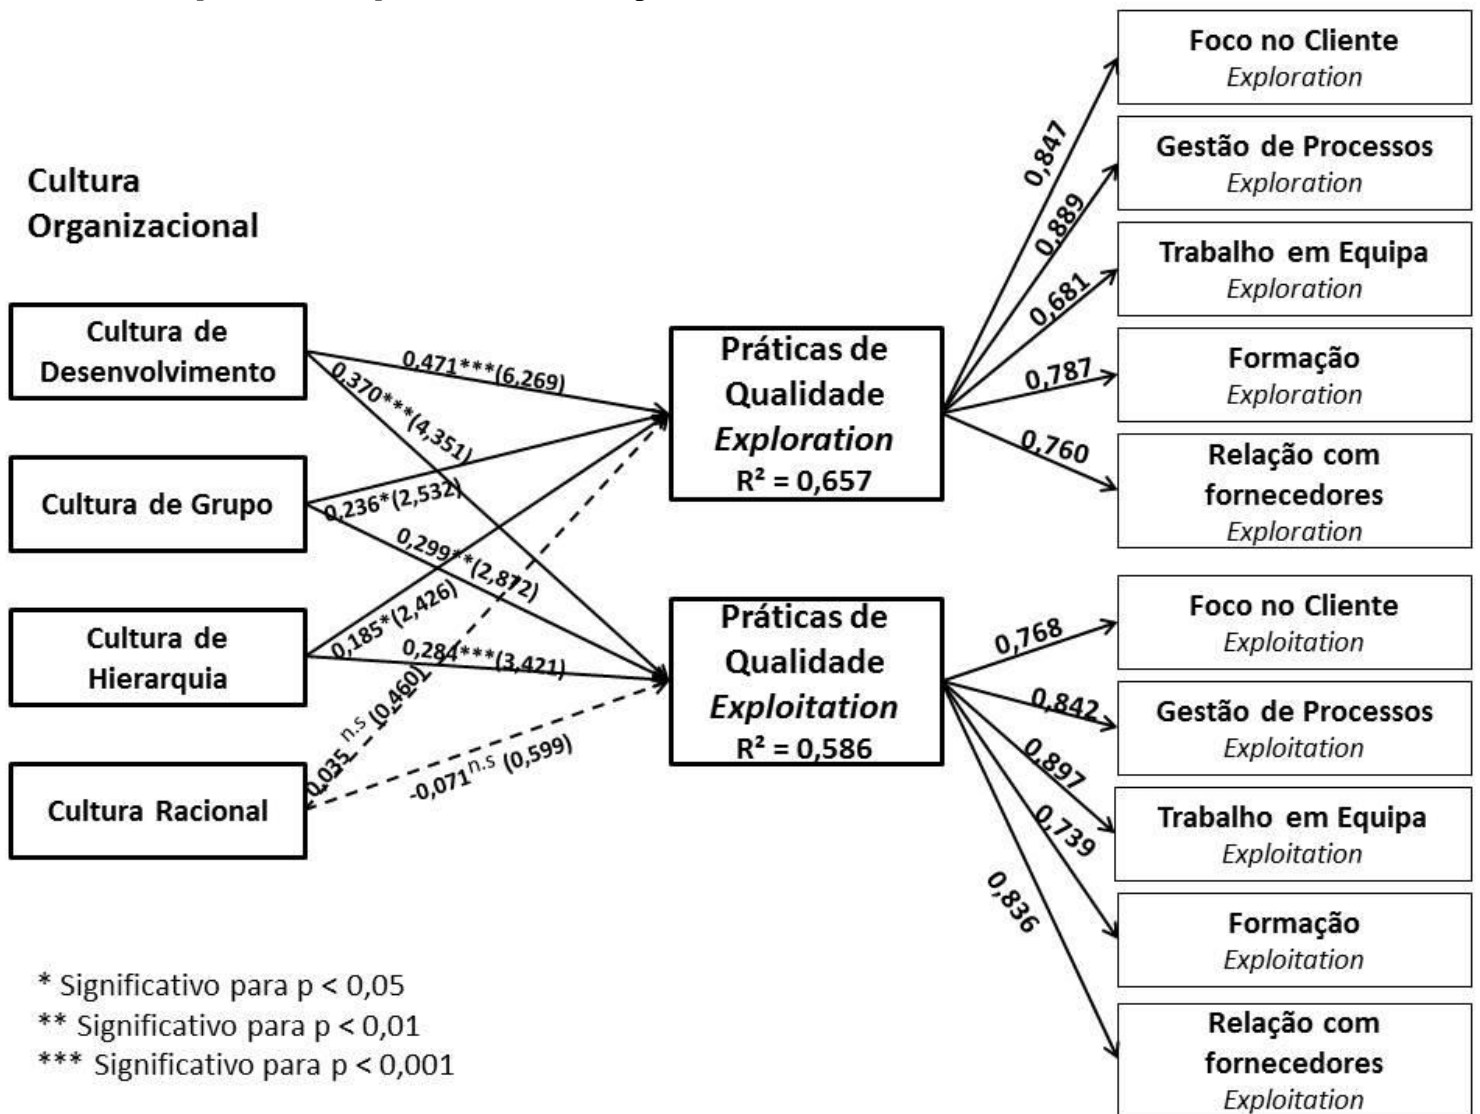 Cultura
Organizacional
Cultura de
Desenvolvimento
Cultura de Grupo
Cultura de
Hierarquia
Cultura Racional
0,471***(6,269)
0,370***(4,351)
0,236*(2,532)
0,299**(2,872)
0,185*(2,426)
0,284***(3,421)
0,035 n.s (0,460)
-0,071 n.s (0,599)
Práticas de
Qualidade
Exploration
R² = 0,657
Práticas de
Qualidade
Exploitation
R² = 0,586
0,847
0,889
0,681
0,787
0,760
0,768
0,842
0,897
0,739
0,836
Foco no Cliente
Exploration
Gestão de Processos
Exploration
Trabalho em Equipa
Exploration
Formação
Exploration
Relação com
fornecedores
Exploration
Foco no Cliente
Exploitation
Gestão de Processos
Exploitation
Trabalho em Equipa
Exploitation
Formação
Exploitation
Relação com
fornecedores
Exploitation
* Significativo para p < 0,05
** Significativo para p < 0,01
*** Significativo para p < 0,001